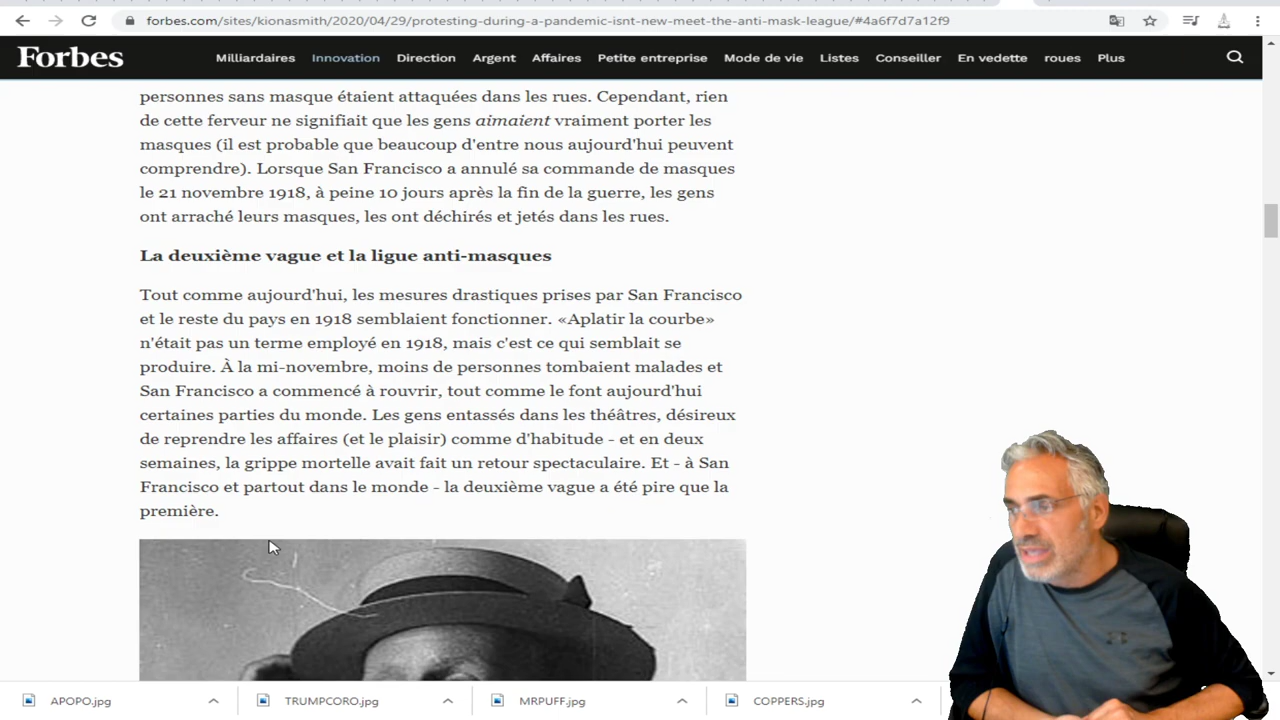 forbes.com/sites/kionasmith/2020/04/29/protesting-during-a-pandemic-isnt-new-meet-the-anti-mask-league/#4a6f7d7a12f9
Forbes Milliardaires Innovation Direction Argent Affaires Petite entreprise Mode de vie Listes Conseiller En vedette roues Plus
personnes sans masque étaient attaquées dans les rues. Cependant, rien
de cette ferveur ne signifiait que les gens aimaient vraiment porter les
masques (il est probable que beaucoup d'entre nous aujourd'hui peuvent
comprendre). Lorsque San Francisco a annulé sa commande de masques
le 21 novembre 1918, à peine 10 jours après la fin de la guerre, les gens
ont arraché leurs masques, les ont déchirés et jetés dans les rues.
La deuxième vague et la ligue anti-masques
Tout comme aujourd'hui, les mesures drastiques prises par San Francisco
et le reste du pays en 1918 semblaient fonctionner. «Aplatir la courbe»
n'était pas un terme employé en 1918, mais c'est ce qui semblait se
produire. À la mi-novembre, moins de personnes tombaient malades et
San Francisco a commencé à rouvrir, tout comme le font aujourd'hui
certaines parties du monde. Les gens entassés dans les théâtres, désireux
de reprendre les affaires (et le plaisir) comme d'habitude - et en deux
semaines, la grippe mortelle avait fait un retour spectaculaire. Et - à San
Francisco et partout dans le monde - la deuxième vague a été pire que la
première.
APOPO.jpg TRUMPCORO.jpg MRPUFF.jpg COPPERS.jpg